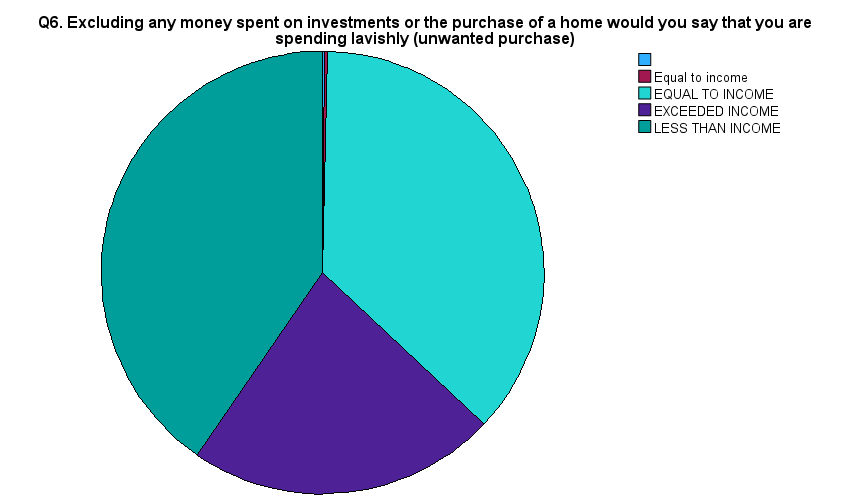 Q6. Excluding any money spent on investments or the purchase of a home would you say that you are
spending lavishly (unwanted purchase)
Equal to income
EQUAL TO INCOME
EXCEEDED INCOME
LESS THAN INCOME